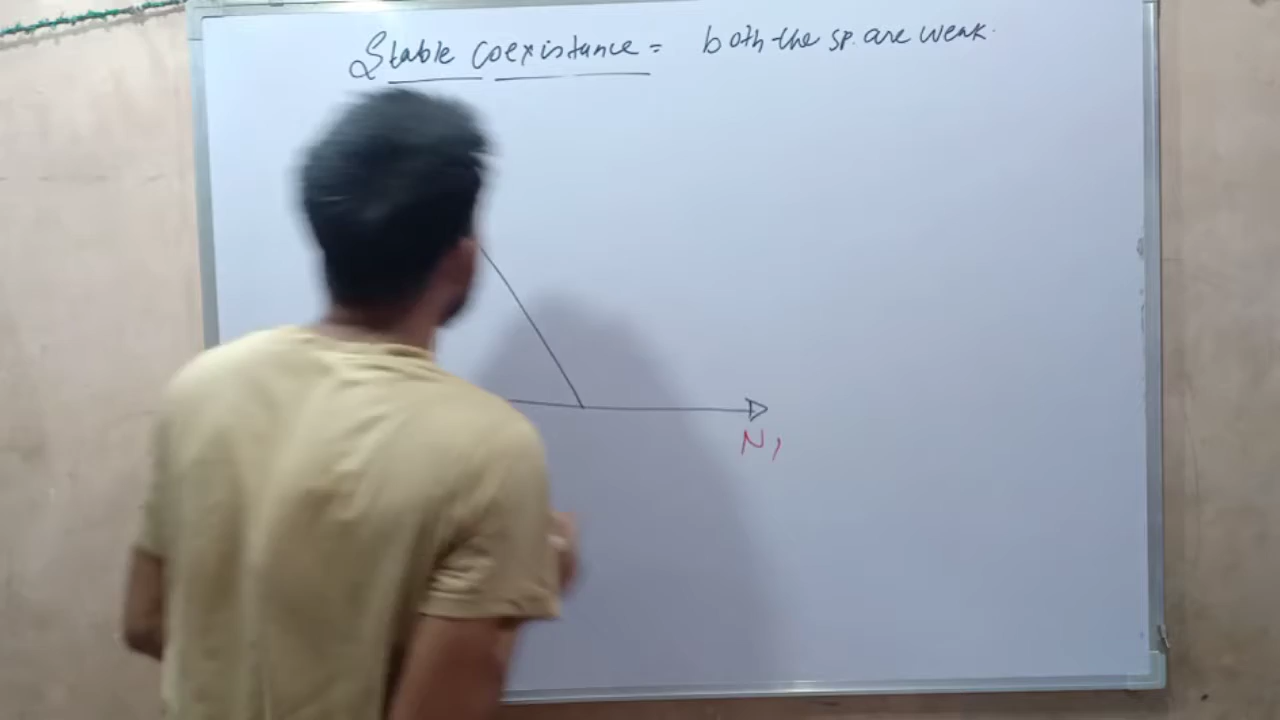 Stable Coexistance = both the sp. are weak.
N1